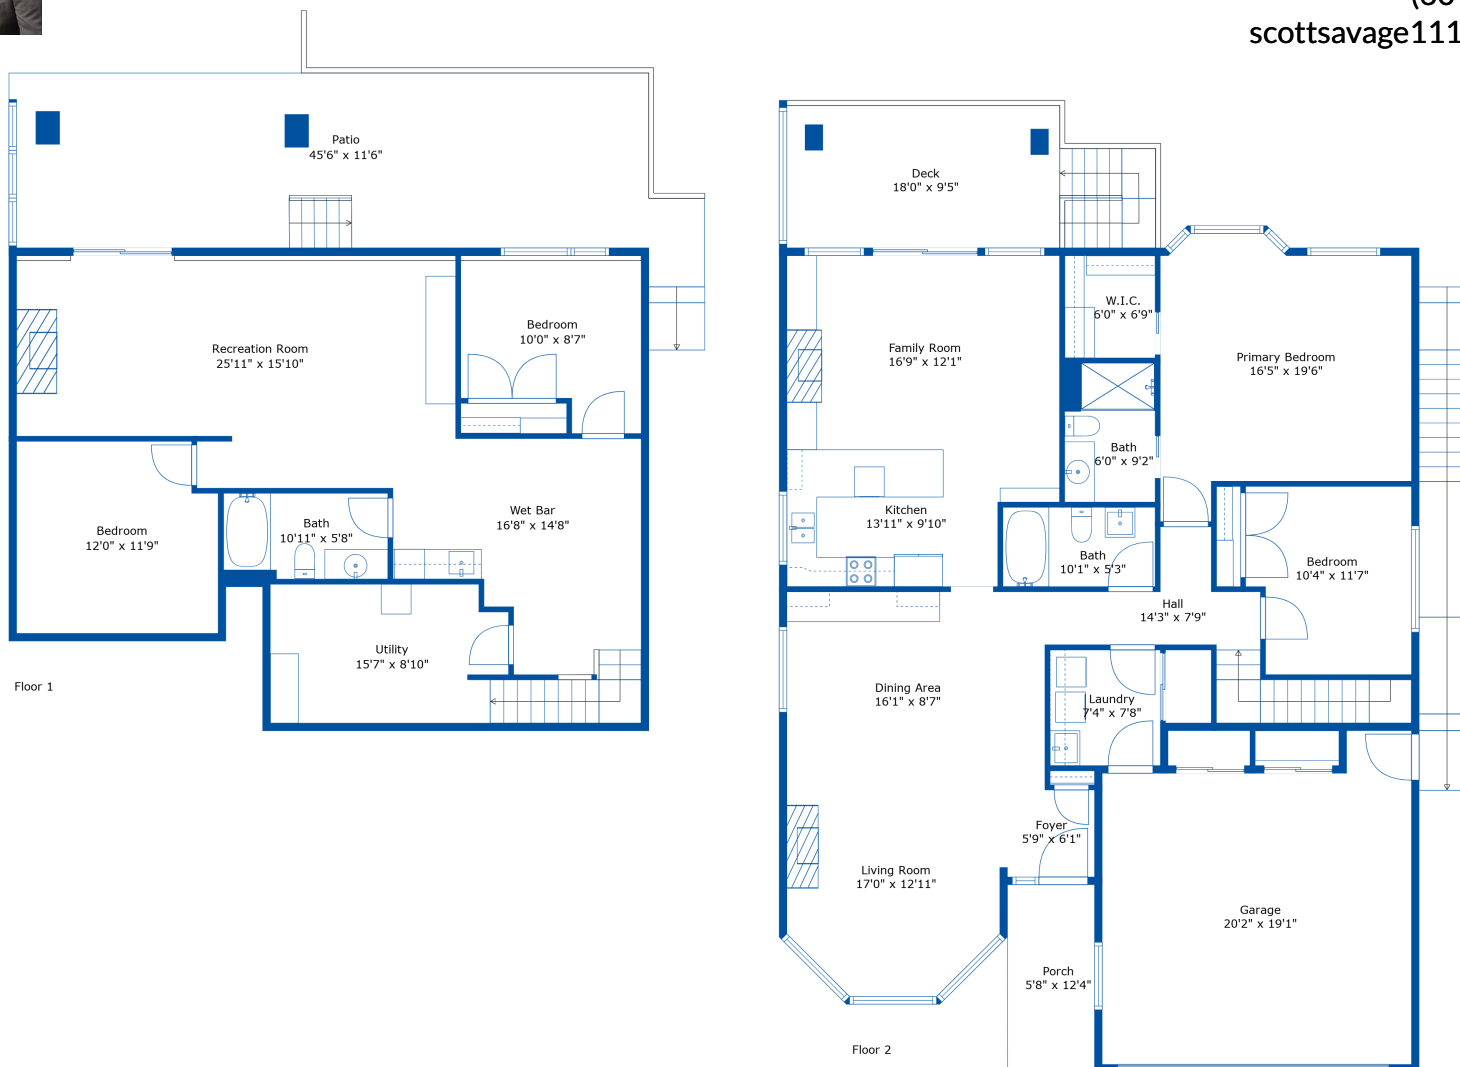 scottsavage111
Patio
45'6" x 11'6"
Recreation Room
25'11" x 15'10"
Bedroom
10'0" x 8'7"
Bedroom
12'0" x 11'9"
Bath
10'11" x 5'8"
Wet Bar
16'8" x 14'8"
Utility
15'7" x 8'10"
Floor 1
Deck
18'0" x 9'5"
W.I.C.
6'0" x 6'9"
Family Room
16'9" x 12'1"
Primary Bedroom
16'5" x 19'6"
Bath
6'0" x 9'2"
Kitchen
13'11" x 9'10"
Bath
10'1" x 5'3"
Bedroom
10'4" x 11'7"
Hall
14'3" x 7'9"
Dining Area
16'1" x 8'7"
Laundry
7'4" x 7'8"
Foyer
5'9" x 6'1"
Living Room
17'0" x 12'11"
Garage
20'2" x 19'1"
Porch
5'8" x 12'4"
Floor 2